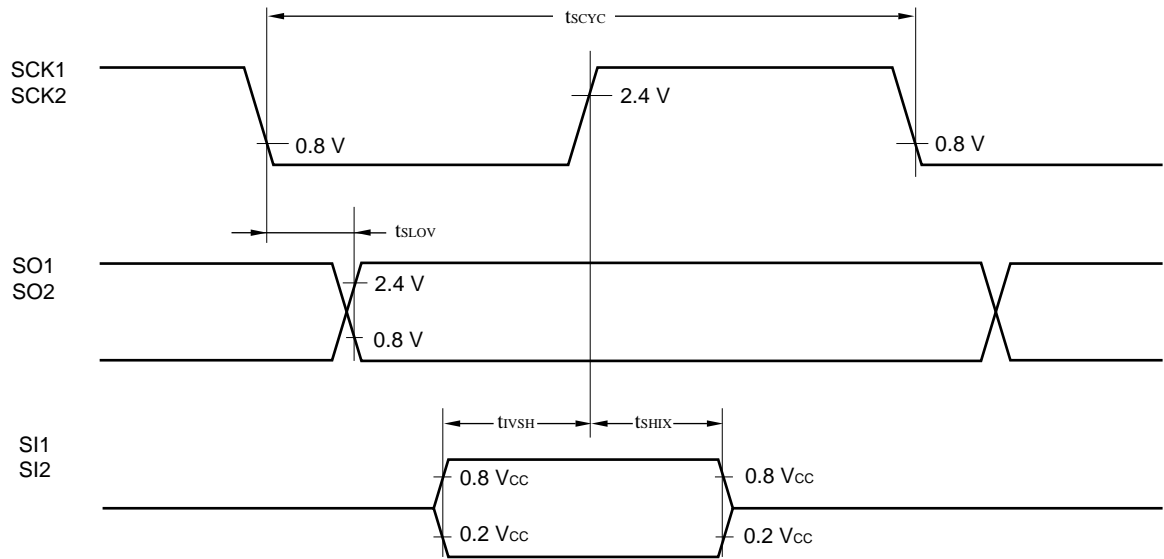 tSCYC
SCK1
SCK2
2.4 V
0.8 V
0.8 V
tSLOV
SO1
SO2
2.4 V
0.8 V
tIVSH
tSHIX
SI1
SI2
0.8 VCC
0.8 VCC
0.2 VCC
0.2 VCC